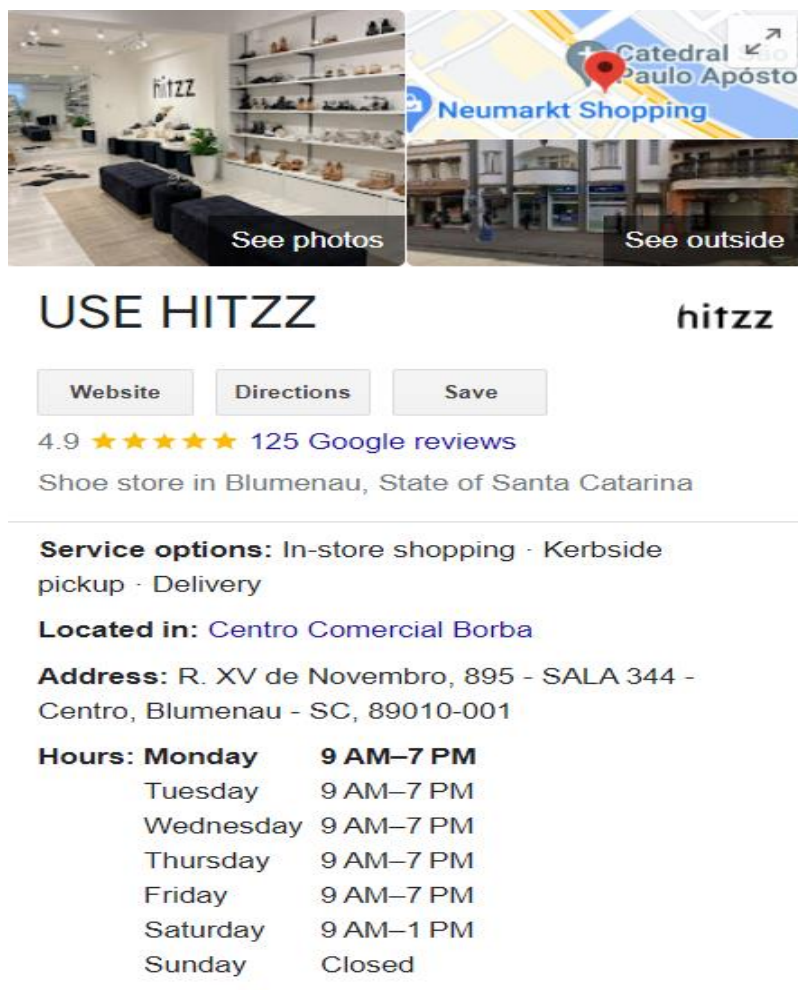 hitzz
Catedral São
Paulo Apósto
Neumarkt Shopping
See photos
See outside
USE HITZZ
hitzz
Website
Directions
Save
4.9 125 Google reviews
Shoe store in Blumenau, State of Santa Catarina
Service options: In-store shopping · Kerbside
pickup · Delivery
Located in: Centro Comercial Borba
Address: R. XV de Novembro, 895 - SALA 344 -
Centro, Blumenau - SC, 89010-001
Hours: Monday 9 AM–7 PM
Tuesday 9 AM–7 PM
Wednesday 9 AM–7 PM
Thursday 9 AM–7 PM
Friday 9 AM–7 PM
Saturday 9 AM–1 PM
Sunday Closed